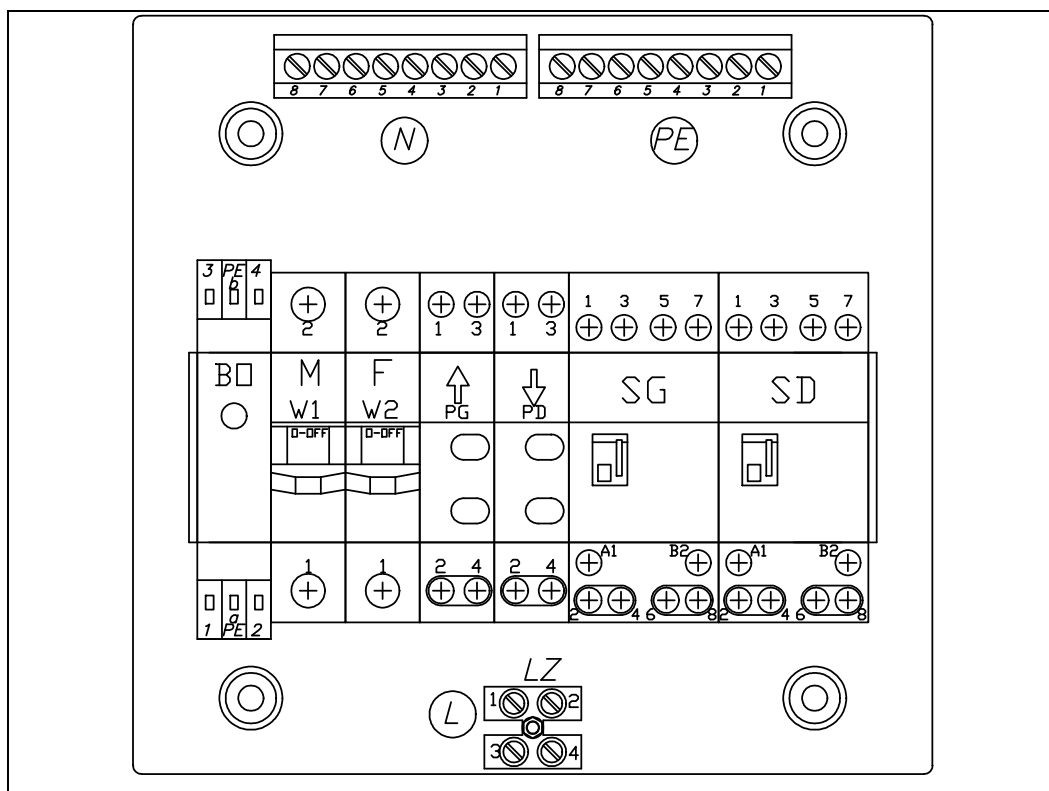 8 7 6 5 4 3 2 1 8 7 6 5 4 3 2 1
N PE
3 PE 4
b
1 3 5 7 1 3 5 7
2 2 1 3 1 3
BO M F SG SD
W1 W2 PG PD
O-OFF O-OFF
A1 B2 A1 B2
1 1 2 4 2 4
a
2 4 6 8 2 4 6 8
1 PE 2
LZ
L
1 2
3 4